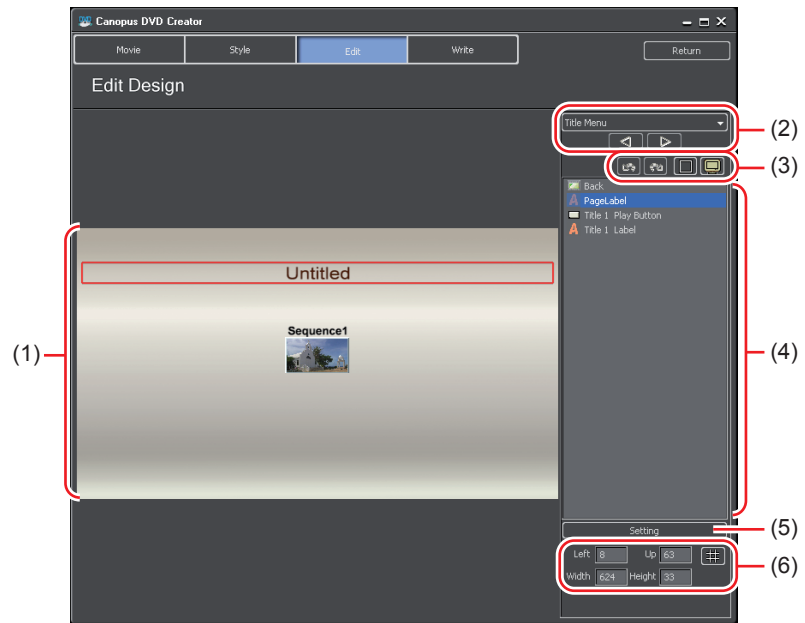 Canopus DVD Creator
Movie Style Edit Write Return
Edit Design
Title Menu
(2)
(3)
Back
PageLabel
Title 1 Play Button
Title 1 Label
(1)
Untitled
Sequence1
(4)
Setting
(5)
Left 8 Up 63
Width 624 Height 33
(6)